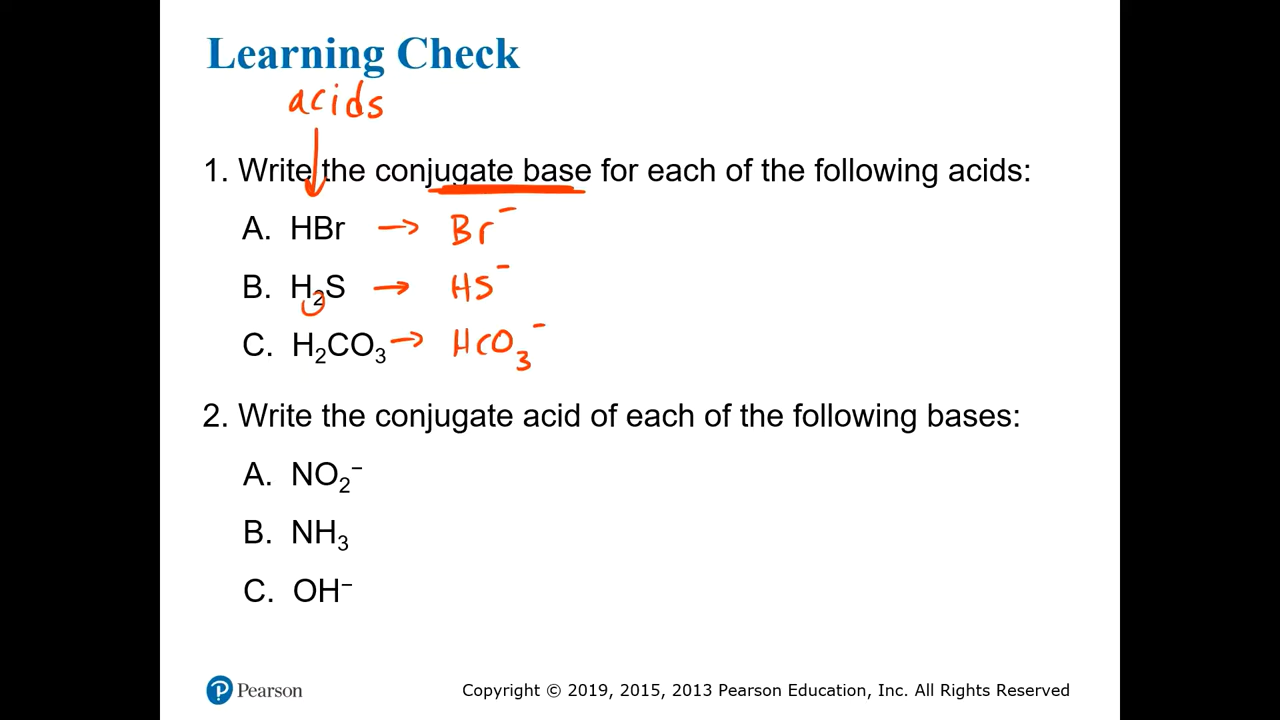 Learning Check
acids
1. Write the conjugate base for each of the following acids:
A. HBr → Br⁻
B. H₂S → HS⁻
C. H₂CO₃ → HCO₃⁻
2. Write the conjugate acid of each of the following bases:
A. NO₂⁻
B. NH₃
C. OH⁻
Pearson Copyright © 2019, 2015, 2013 Pearson Education, Inc. All Rights Reserved